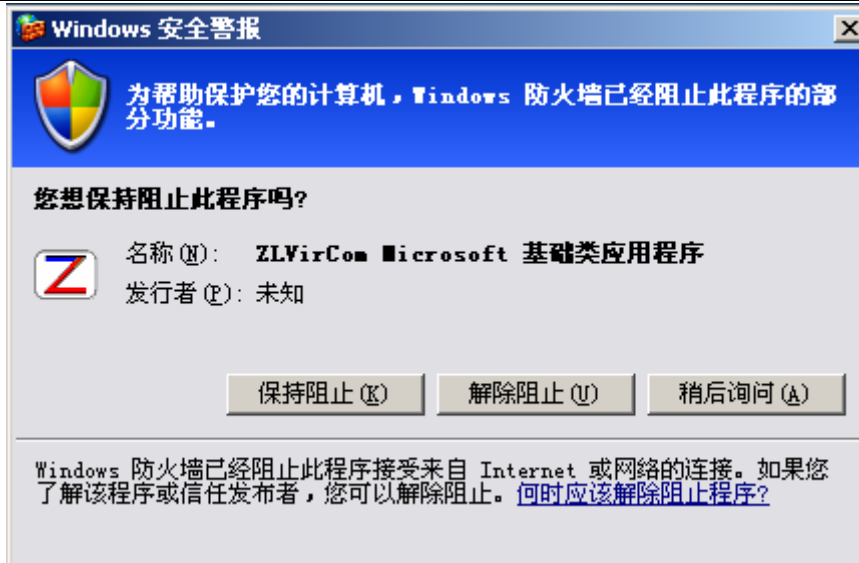 Windows 安全警报
为帮助保护您的计算机，Windows 防火墙已经阻止此程序的部
分功能。
您想保持阻止此程序吗?
名称(N): ZLVirCom Microsoft 基础类应用程序
发行者(P): 未知
保持阻止(K) 解除阻止(U) 稍后询问(A)
Windows 防火墙已经阻止此程序接受来自 Internet 或网络的连接。如果您
了解该程序或信任发布者，您可以解除阻止。何时应该解除阻止程序?